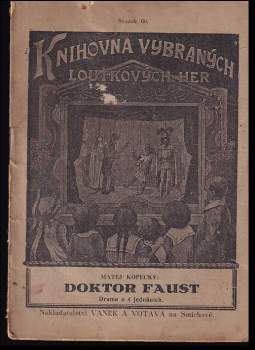 Svazek 60.
KNIHOVNA VYBRANÝCH
LOUTKOVÝCH HER
MATĚJ KOPECKÝ:
DOKTOR FAUST
Drama o 4 jednáních.
Nakladatelství VANĚK A VOTAVA na Smíchově.